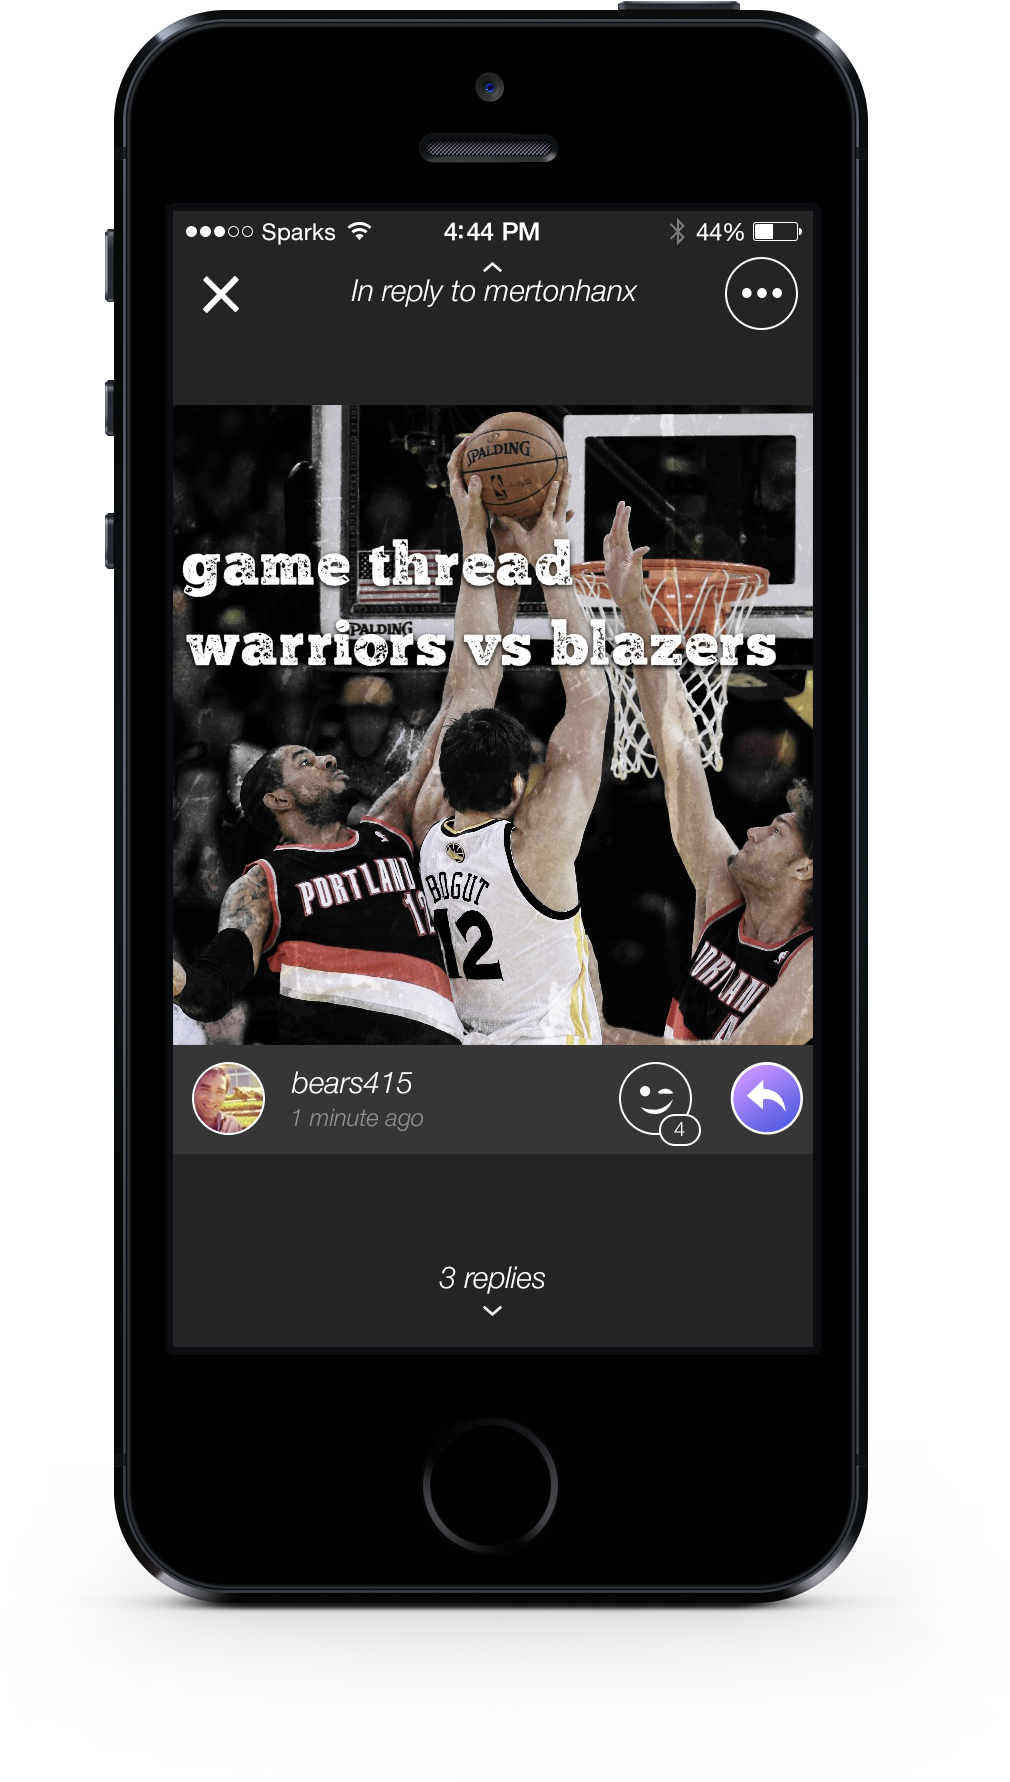 Sparks 4:44 PM 44%
In reply to mertonhanx
SPALDING
game thread
SPALDING
warriors vs blazers
PORTLAND
12
BOGUT
12
PORTLAN
bears415
1 minute ago
4
3 replies